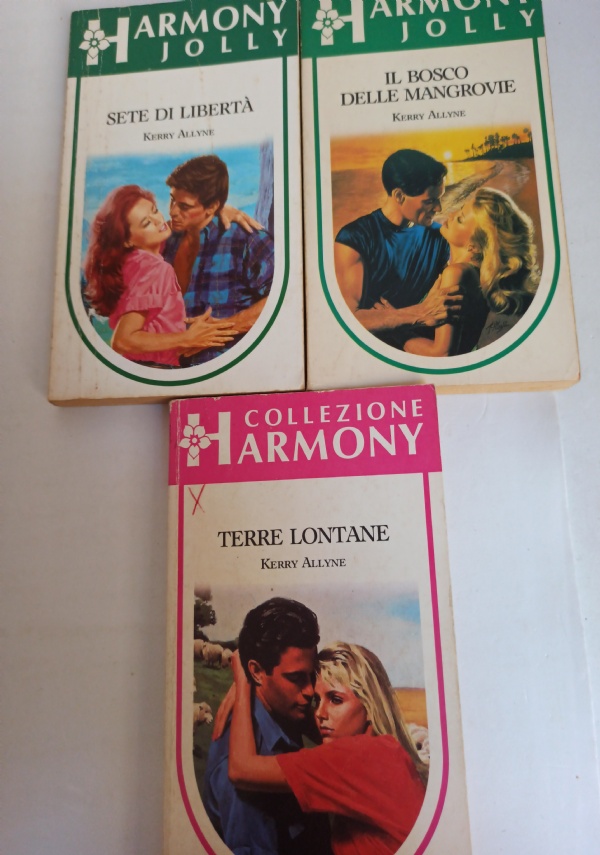 HARMONY
JOLLY
SETE DI LIBERTÀ
KERRY ALLYNE
HARMONY
JOLLY
IL BOSCO
DELLE MANGROVIE
KERRY ALLYNE
COLLEZIONE
HARMONY
X
TERRE LONTANE
KERRY ALLYNE